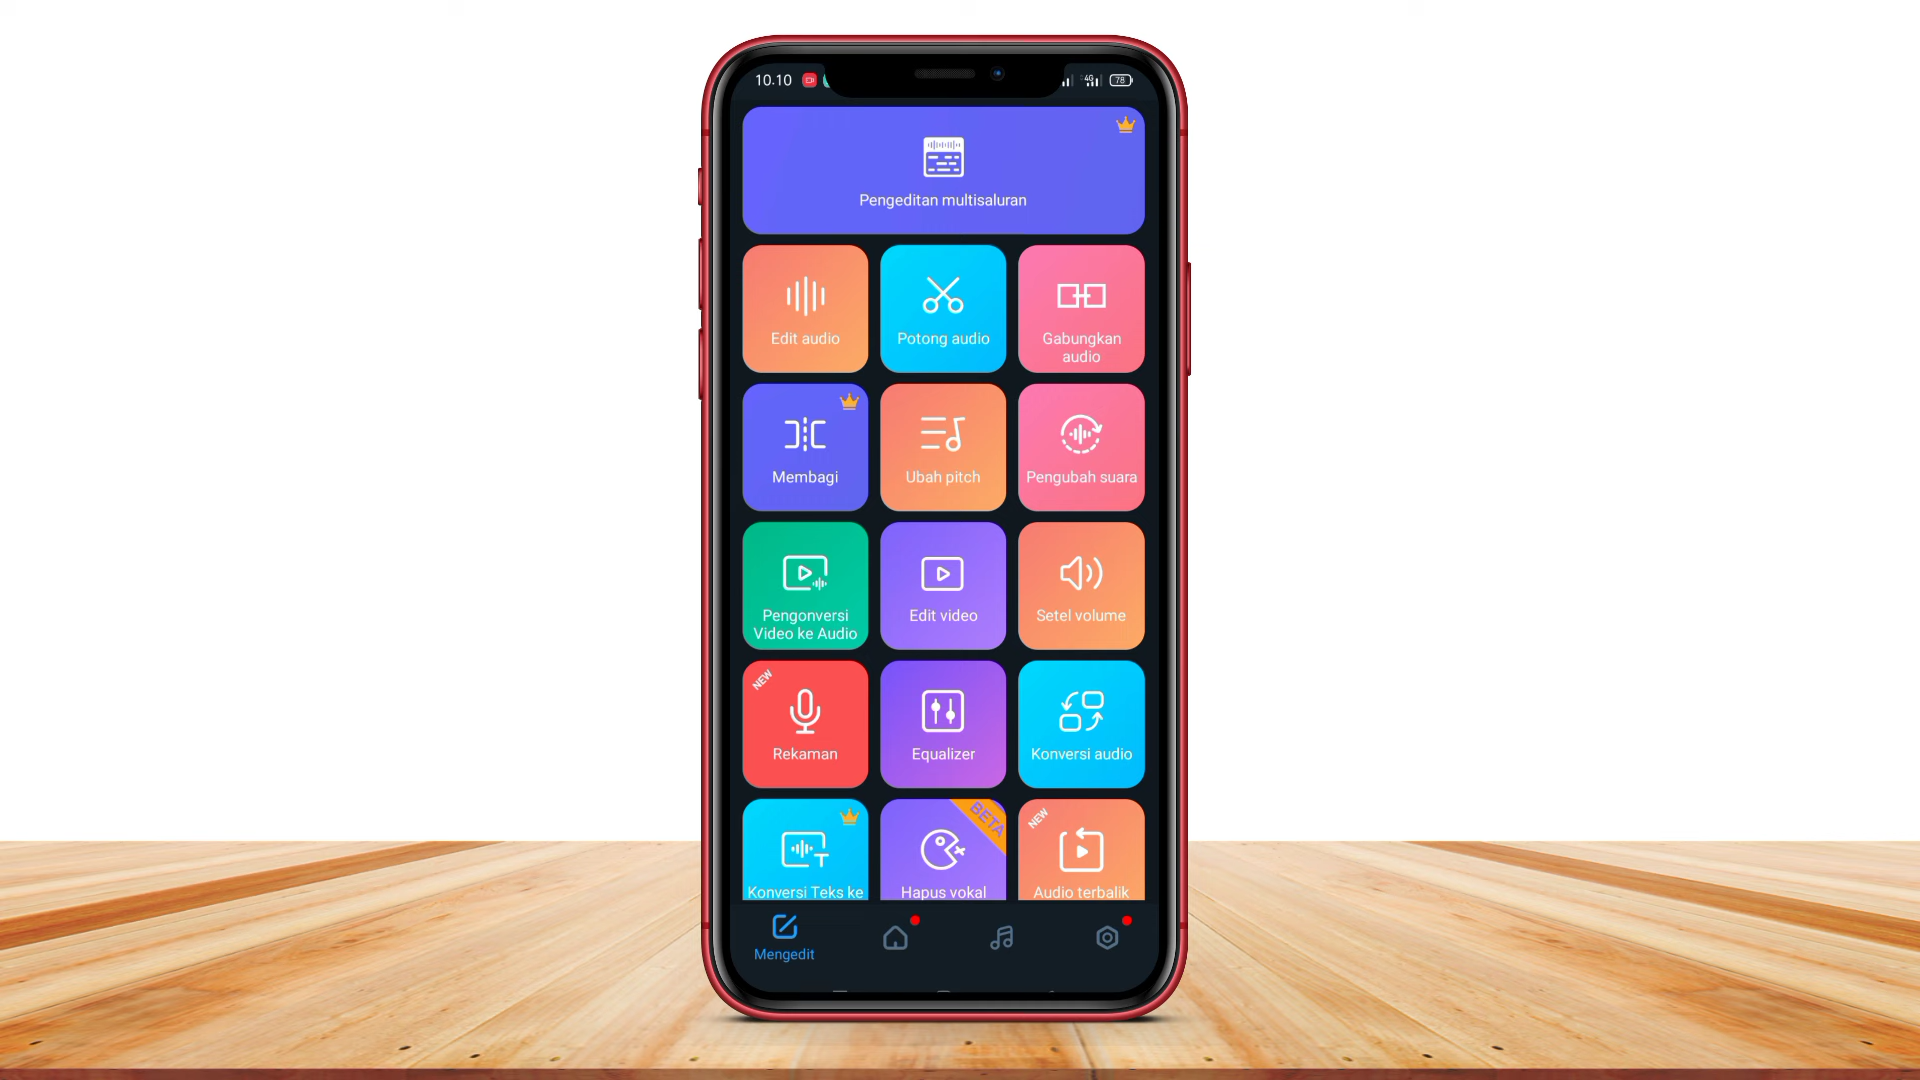 10.10
4G
78
Pengeditan multisaluran
Edit audio
Potong audio
Gabungkan
audio
Membagi
Ubah pitch
Pengubah suara
Pengonversi
Video ke Audio
Edit video
Setel volume
NEW
Rekaman
Equalizer
Konversi audio
T
Konversi Teks ke
BETA
Hapus vokal
NEW
Audio terbalik
Mengedit